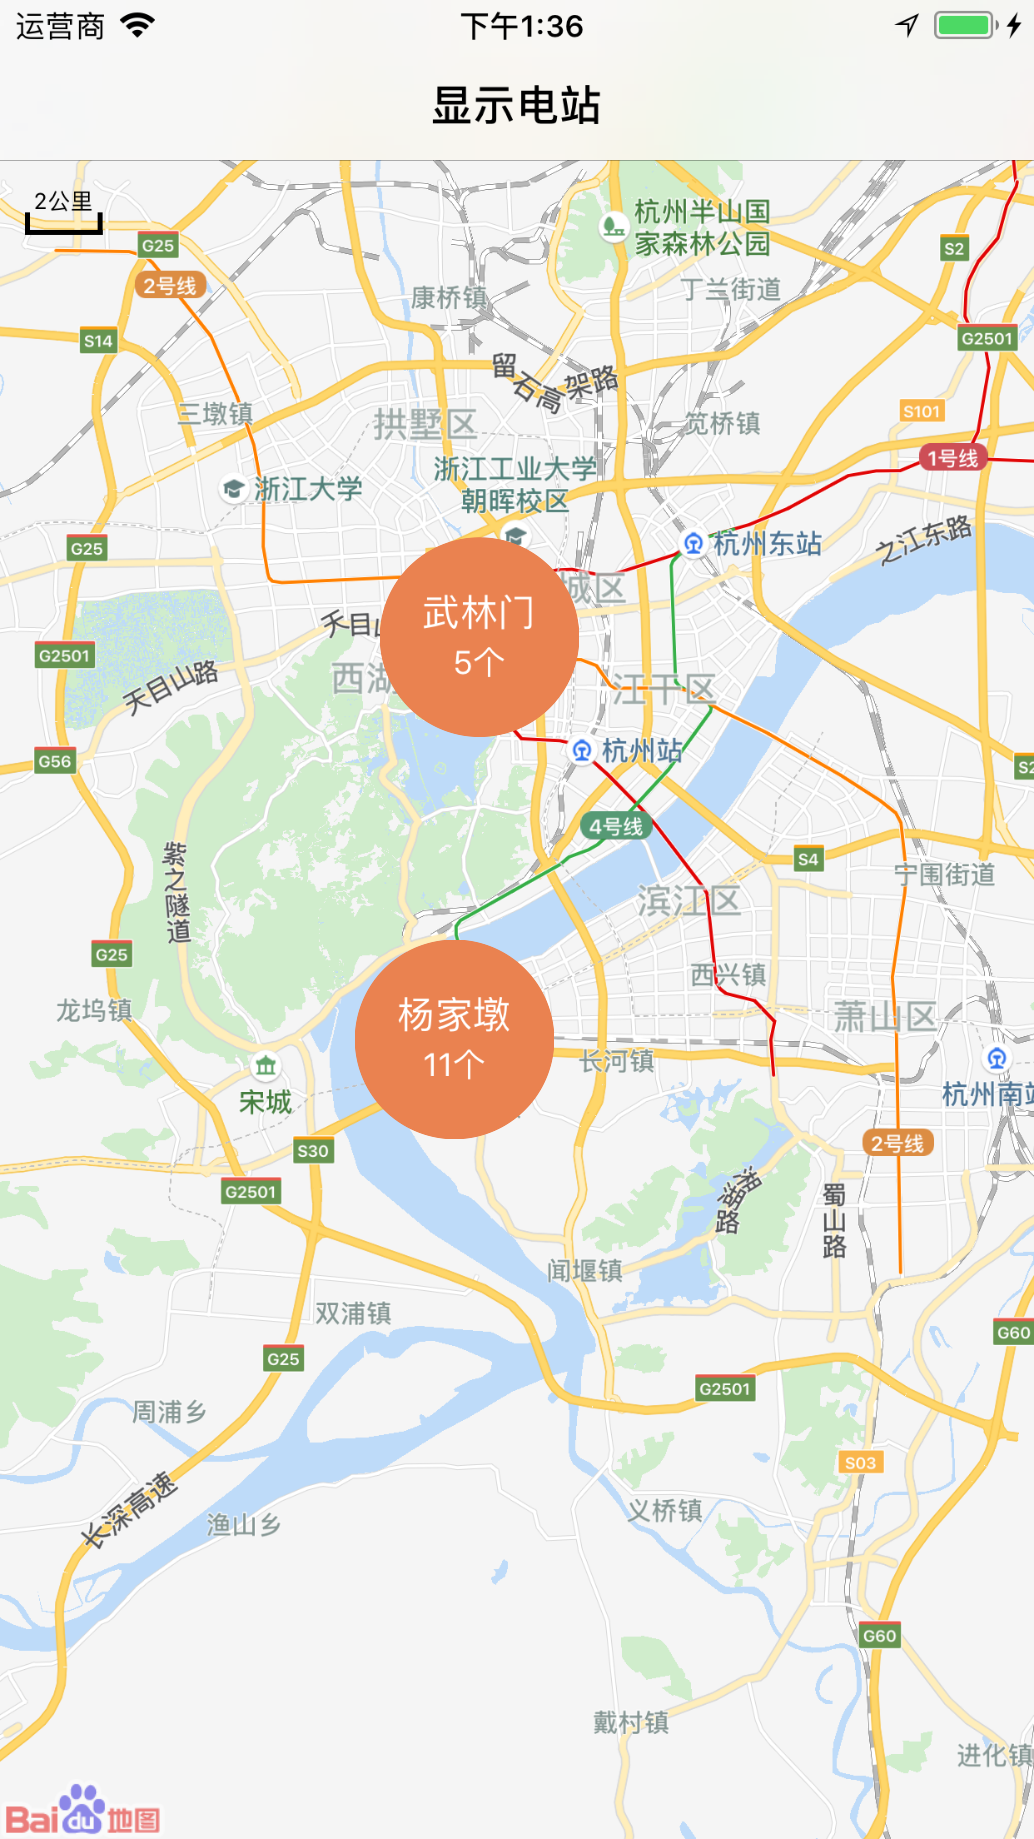 运营商
下午1:36
显示电站
2公里
G25
2号线
杭州半山国
家森林公园
S2
康桥镇
丁兰街道
S14
G2501
留石高架路
三墩镇
拱墅区
S101
笕桥镇
1号线
浙江大学
浙江工业大学
朝晖校区
杭州东站
之江东路
G25
城区
武林门
5个
天目山
G2501
天目山路
西湖
江干区
G56
杭州站
S2
4号线
紫之隧道
S4
宁围街道
滨江区
G25
西兴镇
龙坞镇
杨家墩
11个
萧山区
长河镇
宋城
杭州南站
S30
2号线
G2501
湘湖路
蜀山路
闻堰镇
双浦镇
G60
G25
G2501
周浦乡
S03
长深高速
渔山乡
义桥镇
G60
戴村镇
进化镇
Bai du 地图